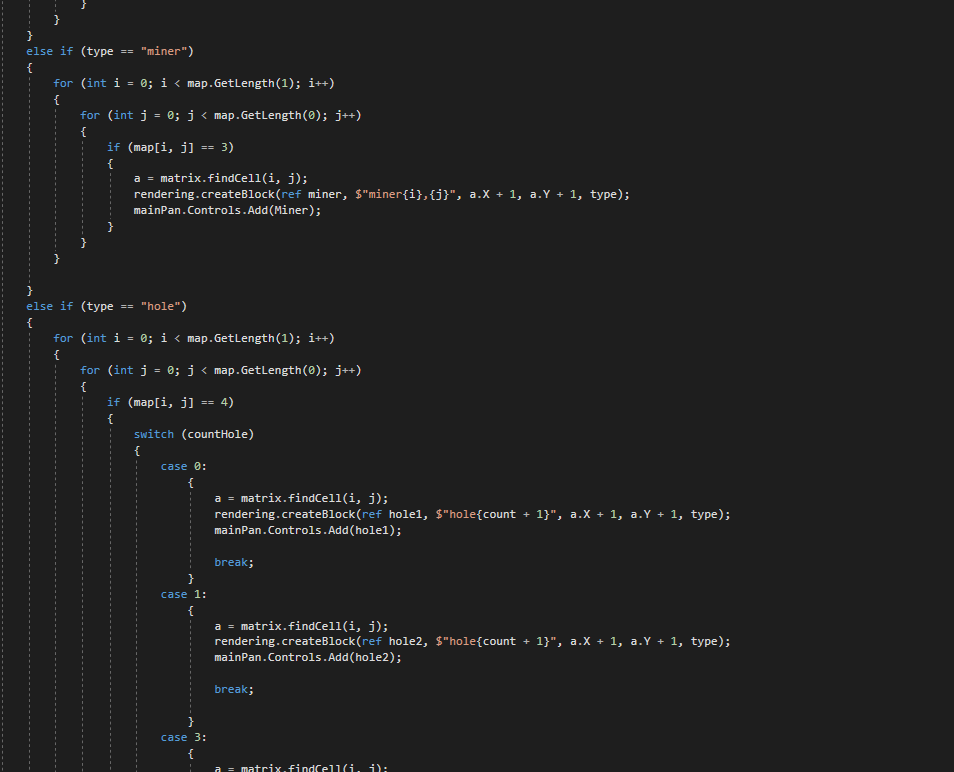 }
}
}
else if (type == "miner")
{
for (int i = 0; i < map.GetLength(1); i++)
{
for (int j = 0; j < map.GetLength(0); j++)
{
if (map[i, j] == 3)
{
a = matrix.findCell(i, j);
rendering.createBlock(ref miner, $"miner{i},{j}", a.X + 1, a.Y + 1, type);
mainPan.Controls.Add(Miner);
}
}
}
}
else if (type == "hole")
{
for (int i = 0; i < map.GetLength(1); i++)
{
for (int j = 0; j < map.GetLength(0); j++)
{
if (map[i, j] == 4)
{
switch (countHole)
{
case 0:
{
a = matrix.findCell(i, j);
rendering.createBlock(ref hole1, $"hole{count + 1}", a.X + 1, a.Y + 1, type);
mainPan.Controls.Add(hole1);
break;
}
case 1:
{
a = matrix.findCell(i, j);
rendering.createBlock(ref hole2, $"hole{count + 1}", a.X + 1, a.Y + 1, type);
mainPan.Controls.Add(hole2);
break;
}
case 3:
{
a = matrix.findCell(i, j);